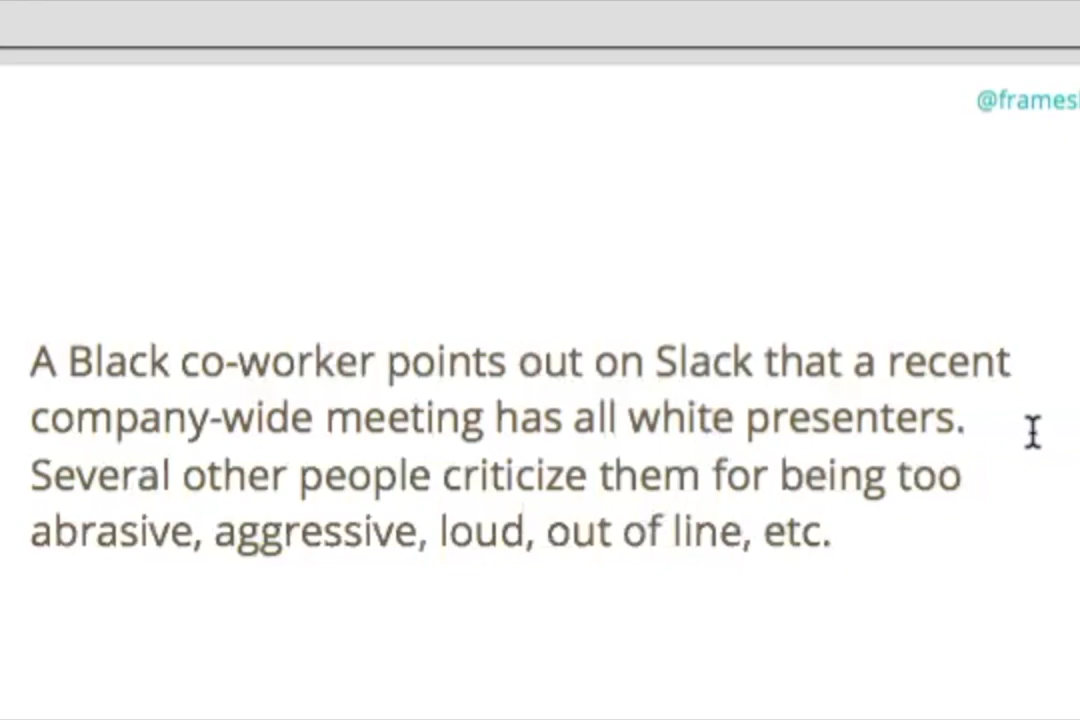 @frames
A Black co-worker points out on Slack that a recent
company-wide meeting has all white presenters.
Several other people criticize them for being too
abrasive, aggressive, loud, out of line, etc.